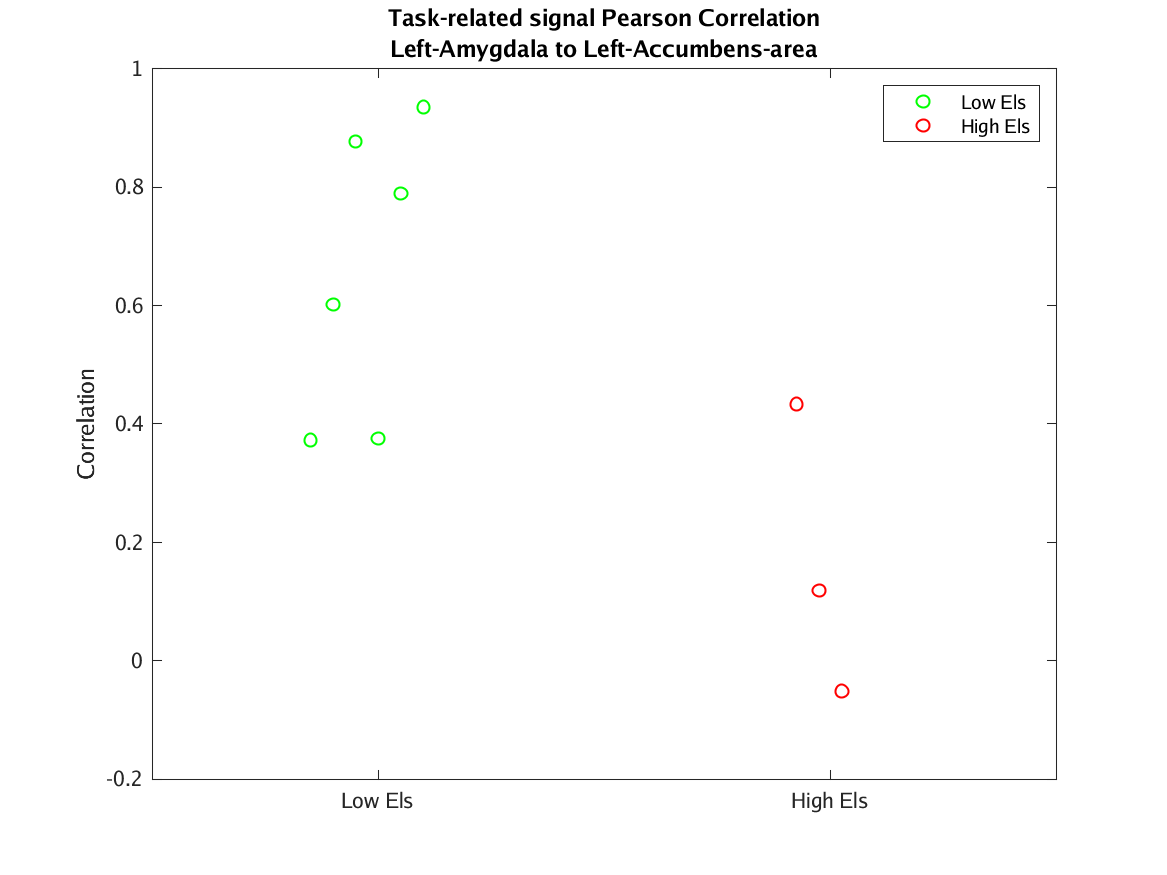 Task-related signal Pearson Correlation
Left-Amygdala to Left-Accumbens-area
1
0.8
0.6
0.4
0.2
0
-0.2
Correlation
Low Els
High Els
Low Els
High Els